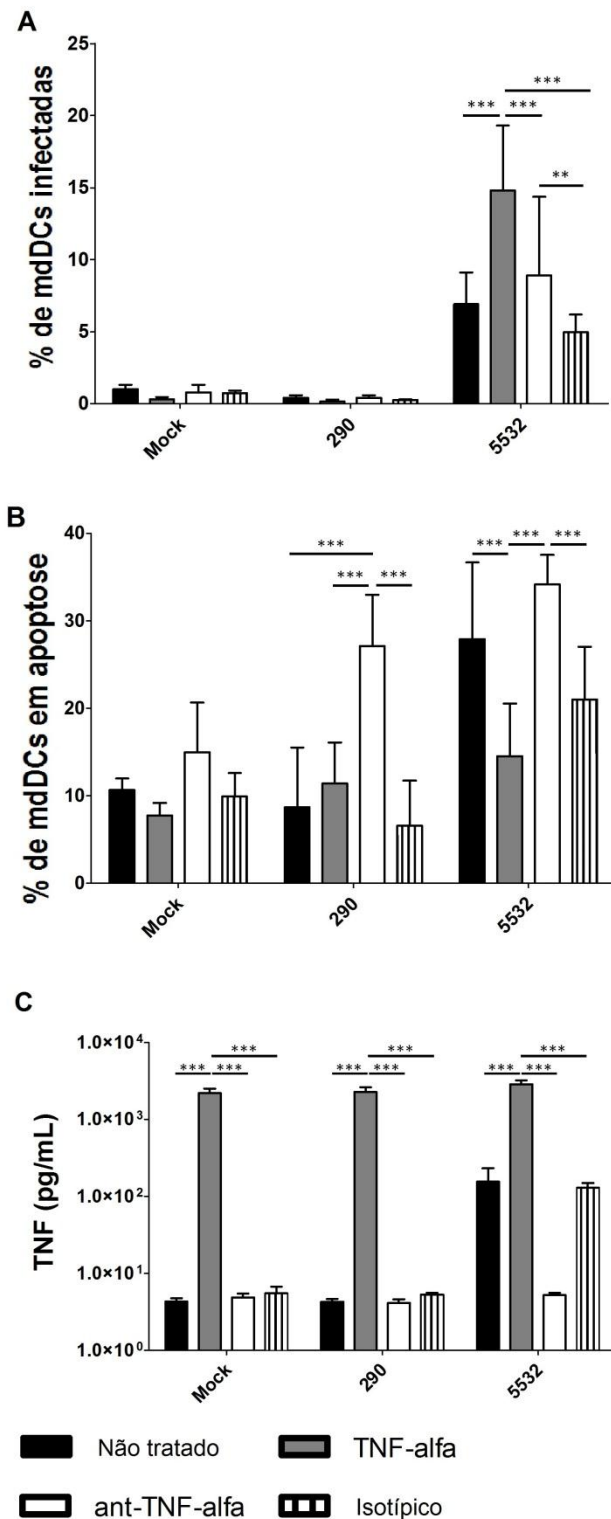 A
% de mdDCs infectadas
25
20
15
10
5
0
*** 
*** ***
**
Mock 290 5532
B
% de mdDCs em apoptose
40
30
20
10
0
*** *** *** ***
*** ***
Mock 290 5532
C
TNF (pg/mL)
1.0×10⁴
1.0×10³
1.0×10²
1.0×10¹
1.0×10⁰
*** *** ***
*** *** *** *** *** ***
Mock 290 5532
Não tratado TNF-alfa
ant-TNF-alfa Isotípico